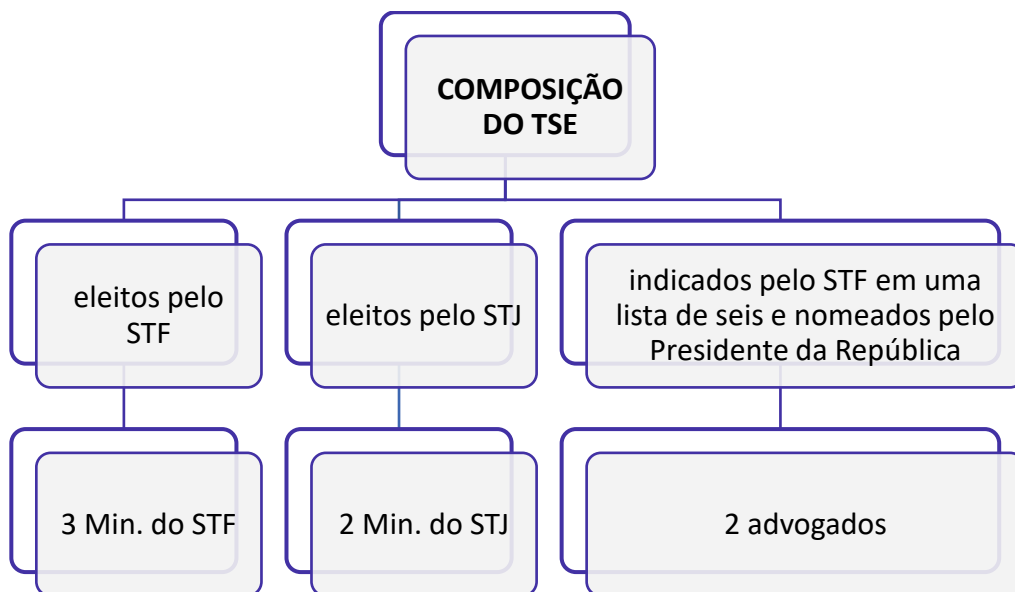 COMPOSIÇÃO
DO TSE
eleitos pelo
STF
eleitos pelo STJ
indicados pelo STF em uma
lista de seis e nomeados pelo
Presidente da República
3 Min. do STF
2 Min. do STJ
2 advogados